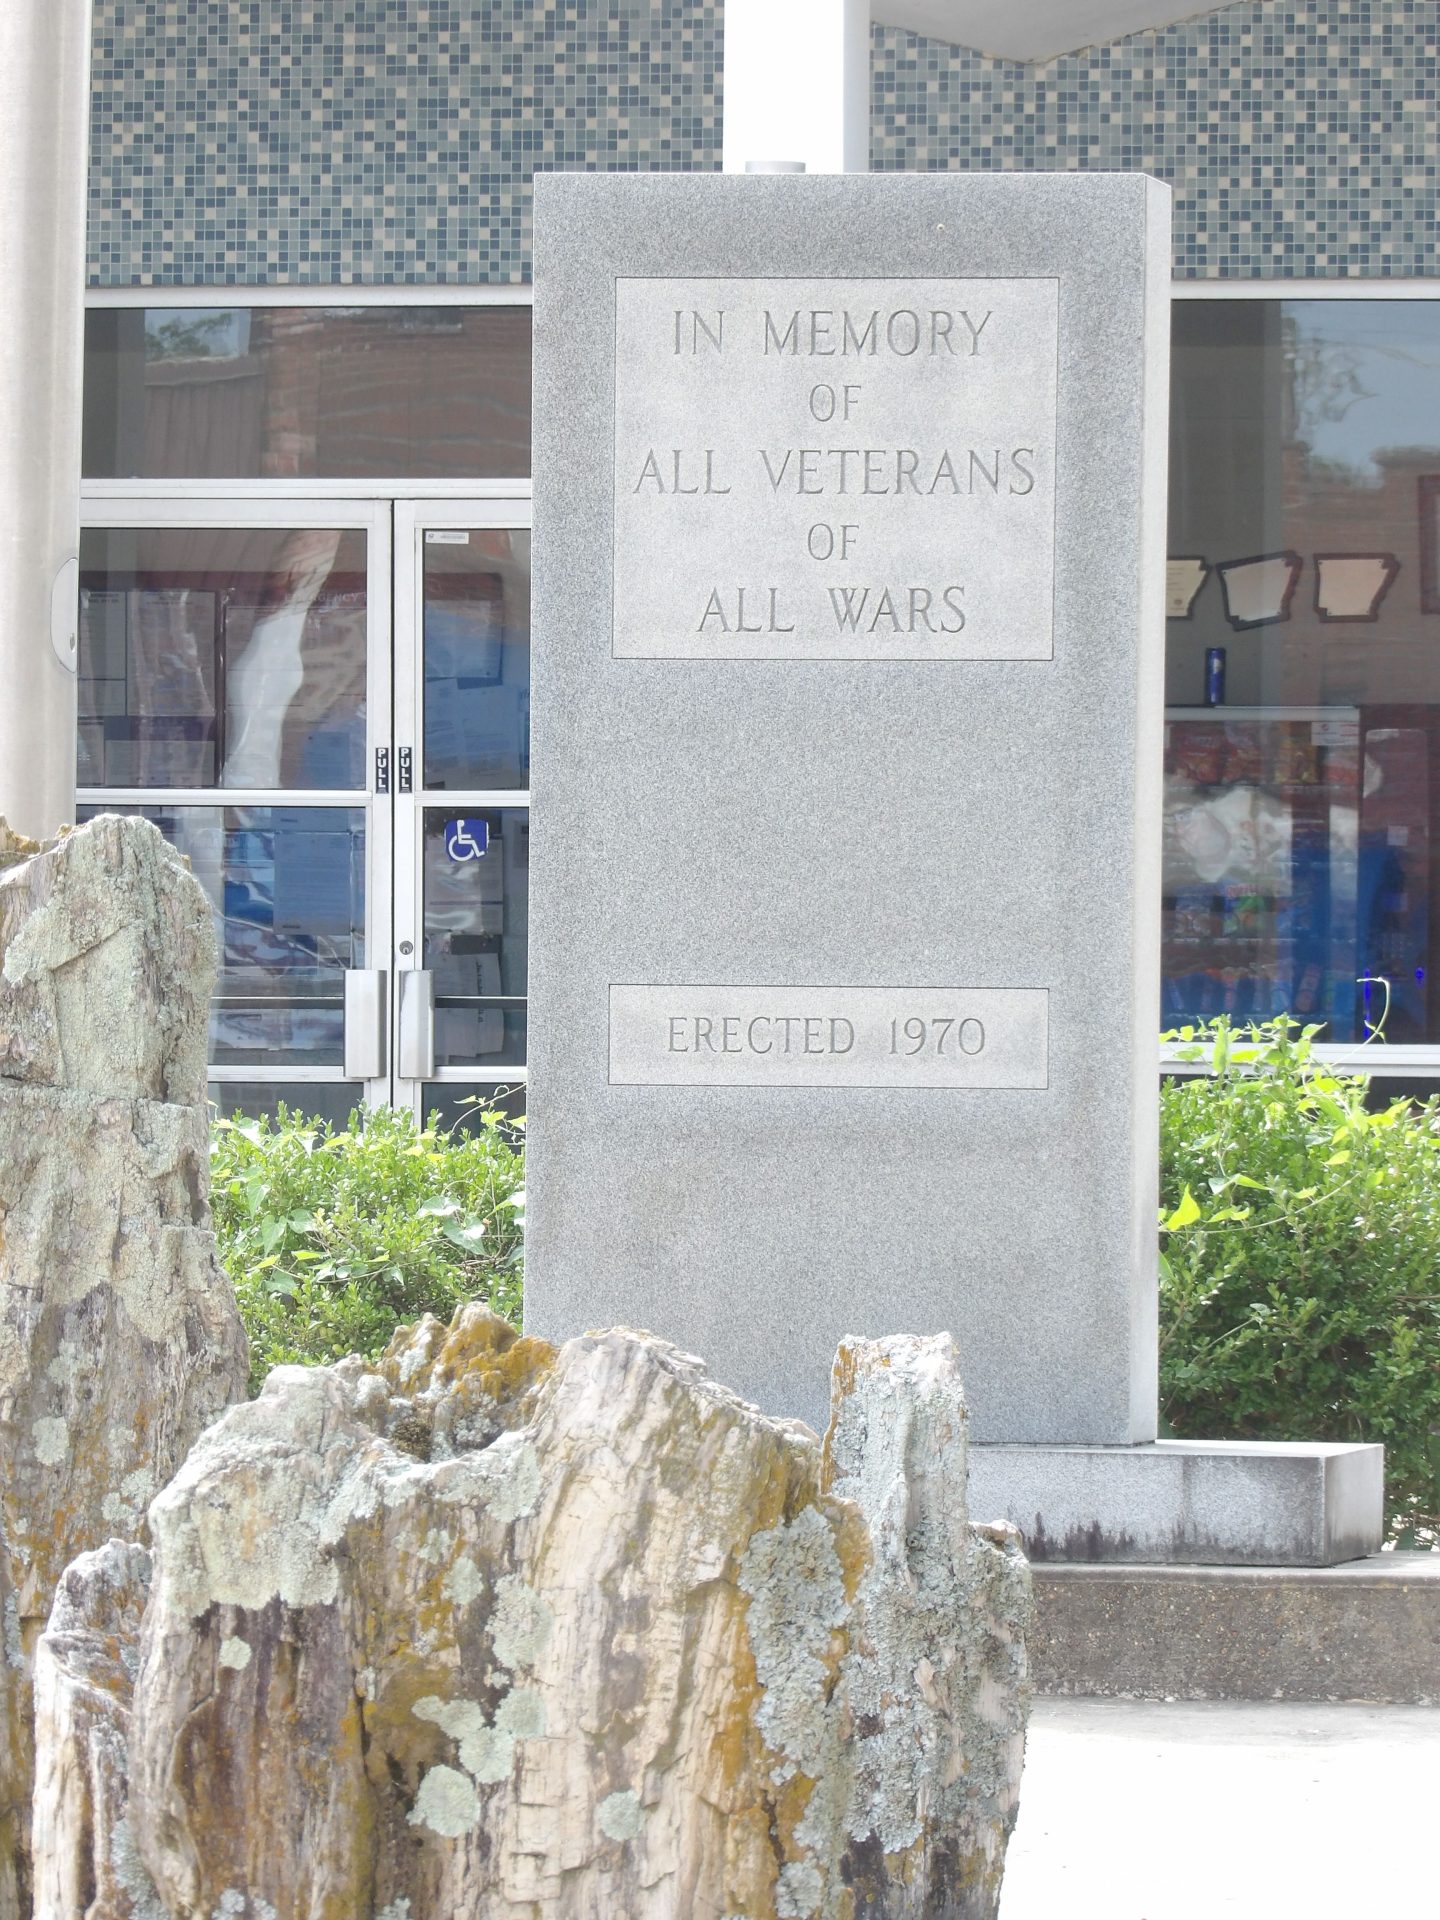 IN MEMORY
OF
ALL VETERANS
OF
ALL WARS
PULL
PULL
ERECTED 1970